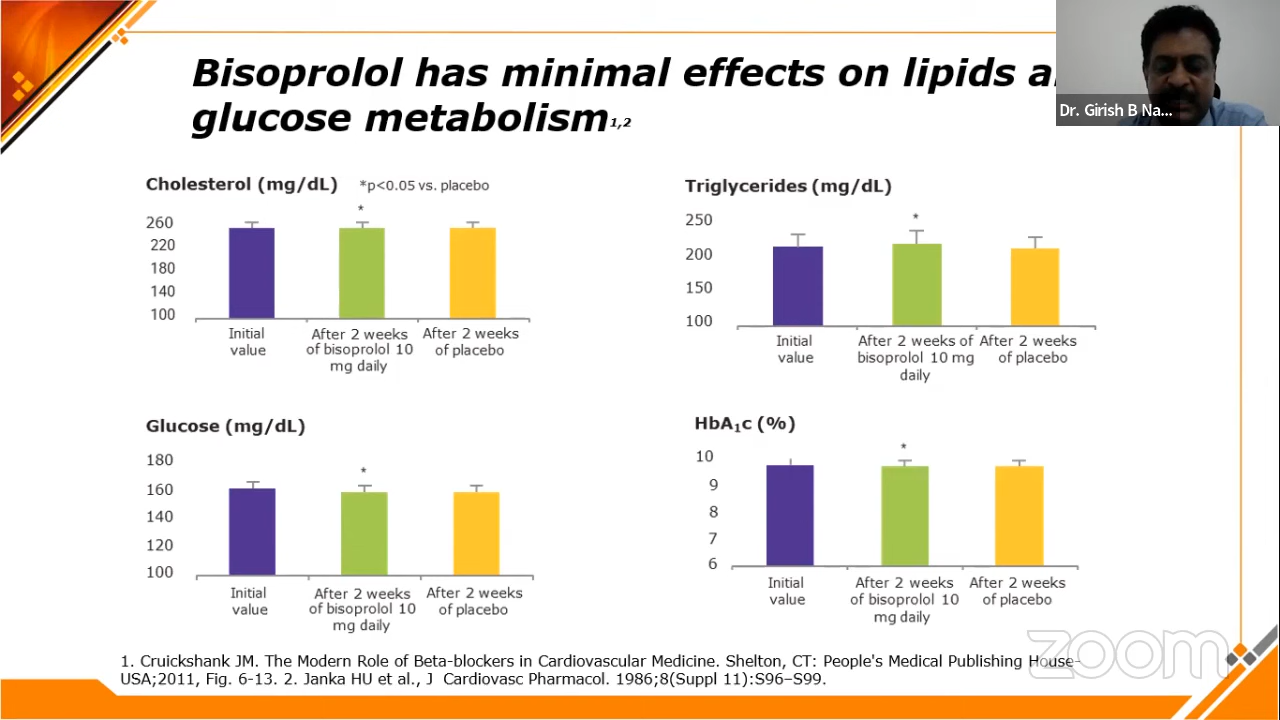 Bisoprolol has minimal effects on lipids
glucose metabolism1,2
Dr. Girish B Na...
Cholesterol (mg/dL) *p<0.05 vs. placebo
*
260
220
180
140
100
Initial value
After 2 weeks of bisoprolol 10 mg daily
After 2 weeks of placebo
Triglycerides (mg/dL)
*
250
200
150
100
Initial value
After 2 weeks of bisoprolol 10 mg daily
After 2 weeks of placebo
Glucose (mg/dL)
*
180
160
140
120
100
Initial value
After 2 weeks of bisoprolol 10 mg daily
After 2 weeks of placebo
HbA1c (%)
*
10
9
8
7
6
Initial value
After 2 weeks of bisoprolol 10 mg daily
After 2 weeks of placebo
zoom
1. Cruickshank JM. The Modern Role of Beta-blockers in Cardiovascular Medicine. Shelton, CT: People's Medical Publishing House-
USA;2011, Fig. 6-13. 2. Janka HU et al., J Cardiovasc Pharmacol. 1986;8(Suppl 11):S96–S99.